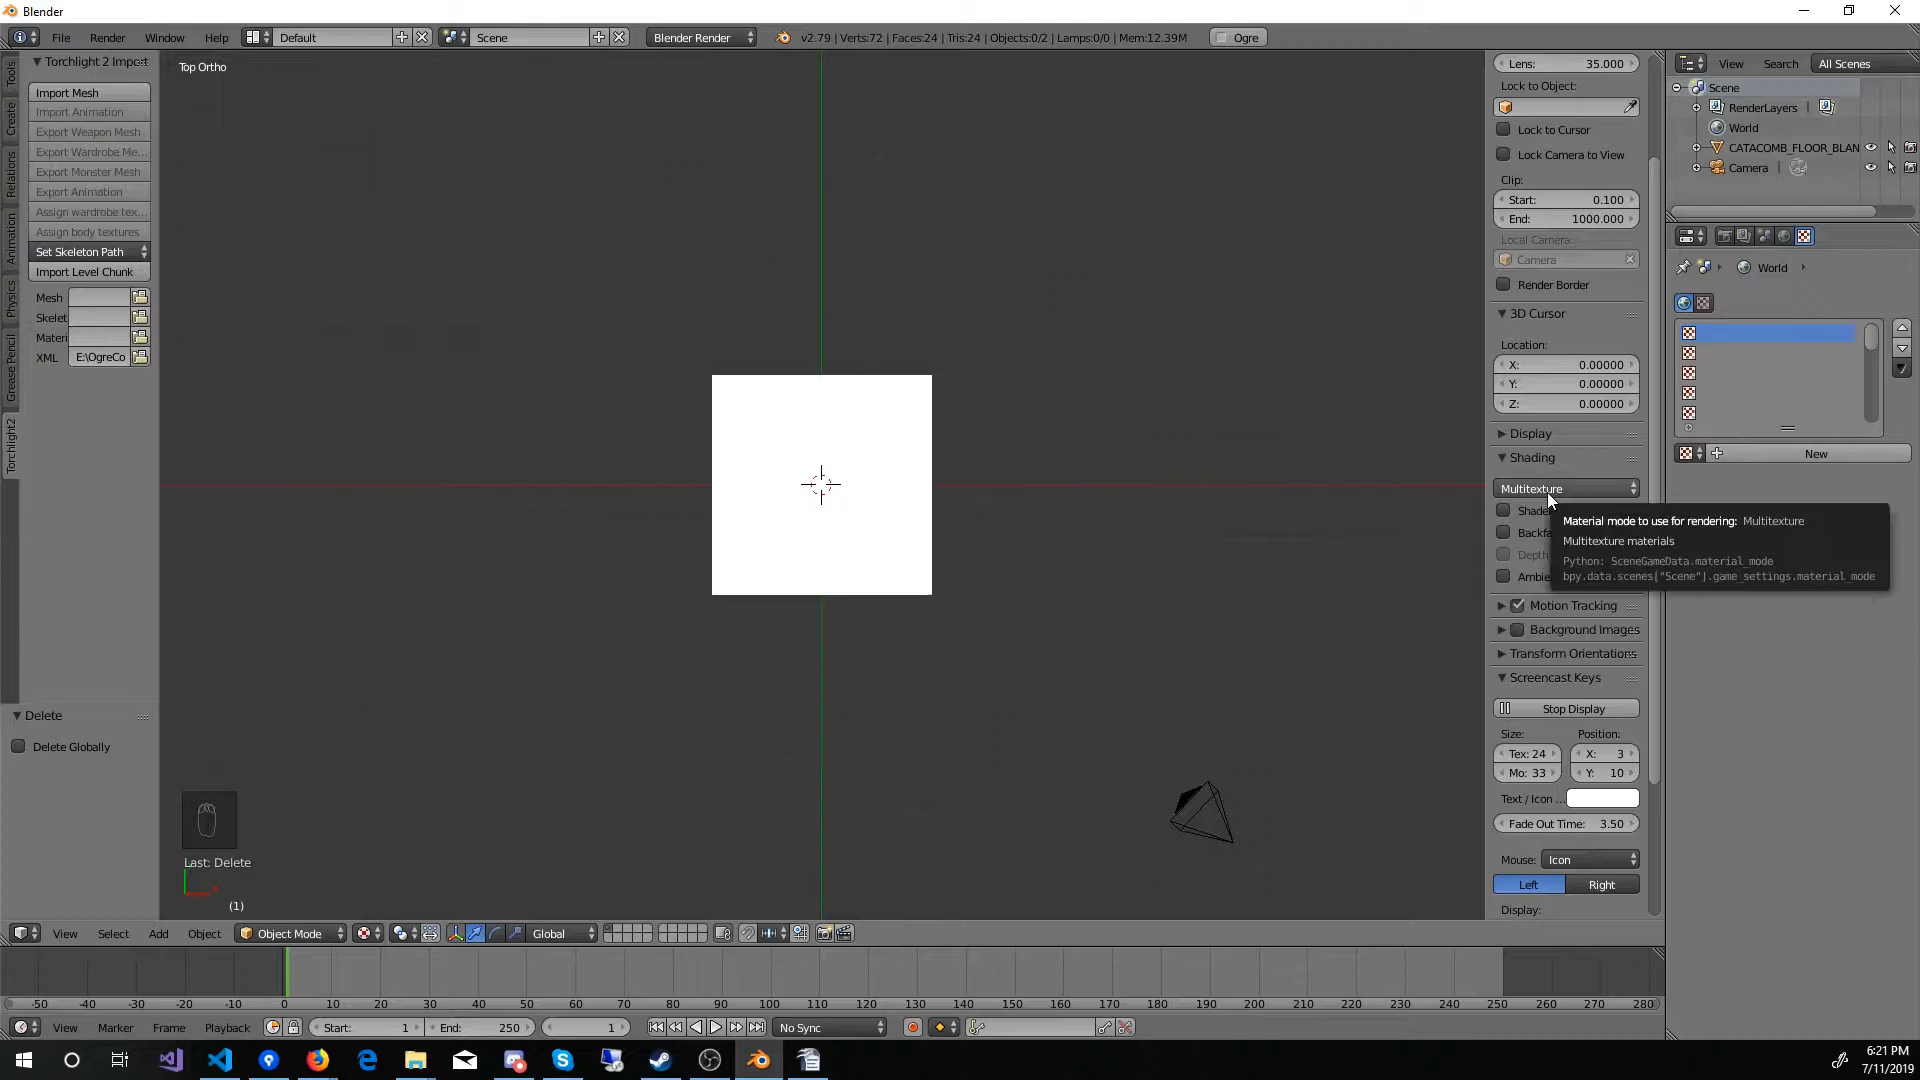 Blender
File Render Window Help Default Scene Blender Render v2.79 | Verts:72 | Faces:24 | Tris:24 | Objects:0/2 | Lamps:0/0 | Mem:12.39M Ogre
Torchlight 2 Import
Top Ortho
Tools
Create
Relations
Animation
Physics
Grease Pencil
Torchlight2
Import Mesh
Import Animation
Export Weapon Mesh
Export Wardrobe Me...
Export Monster Mesh
Export Animation
Assign wardrobe tex...
Assign body textures
Set Skeleton Path
Import Level Chunk
Mesh
Skelet
Materi
XML E:\OgreCo
Delete
Delete Globally
Last: Delete
(1)
Lens: 35.000
Lock to Object:
Lock to Cursor
Lock Camera to View
Clip:
Start: 0.100
End: 1000.000
Local Camera:
Camera
Render Border
3D Cursor
Location:
X: 0.00000
Y: 0.00000
Z: 0.00000
Display
Shading
Multitexture
Shade
Backfa
Depth
Ambie
Material mode to use for rendering: Multitexture
Multitexture materials
Python: SceneGameData.material_mode
bpy.data.scenes["Scene"].game_settings.material_mode
Motion Tracking
Background Images
Transform Orientations
Screencast Keys
Stop Display
Size: Position:
Tex: 24 X: 3
Mo: 33 Y: 10
Text / Icon ...
Fade Out Time: 3.50
Mouse: Icon
Left Right
Display:
View Search All Scenes
Scene
RenderLayers
World
CATACOMB_FLOOR_BLAN
Camera
World
New
View Select Add Object Object Mode Global
-50 -40 -30 -20 -10 0 10 20 30 40 50 60 70 80 90 100 110 120 130 140 150 160 170 180 190 200 210 220 230 240 250 260 270 280
View Marker Frame Playback Start: 1 End: 250 1 No Sync
6:21 PM
7/11/2019